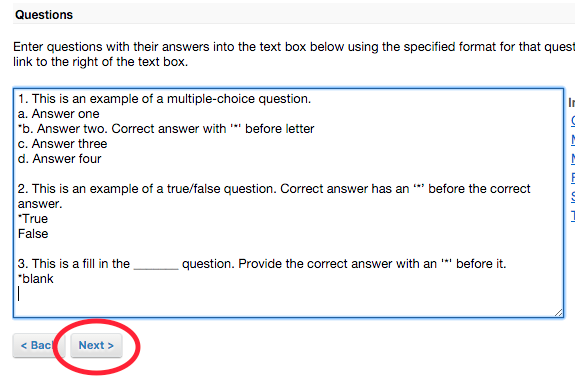 Questions
Enter questions with their answers into the text box below using the specified format for that quest
link to the right of the text box.
1. This is an example of a multiple-choice question.
a. Answer one
*b. Answer two. Correct answer with '*' before letter
c. Answer three
d. Answer four
2. This is an example of a true/false question. Correct answer has an “*’ before the correct
answer.
*True
False
3. This is a fill in the _______ question. Provide the correct answer with an '*' before it.
*blank
< Back
Next >